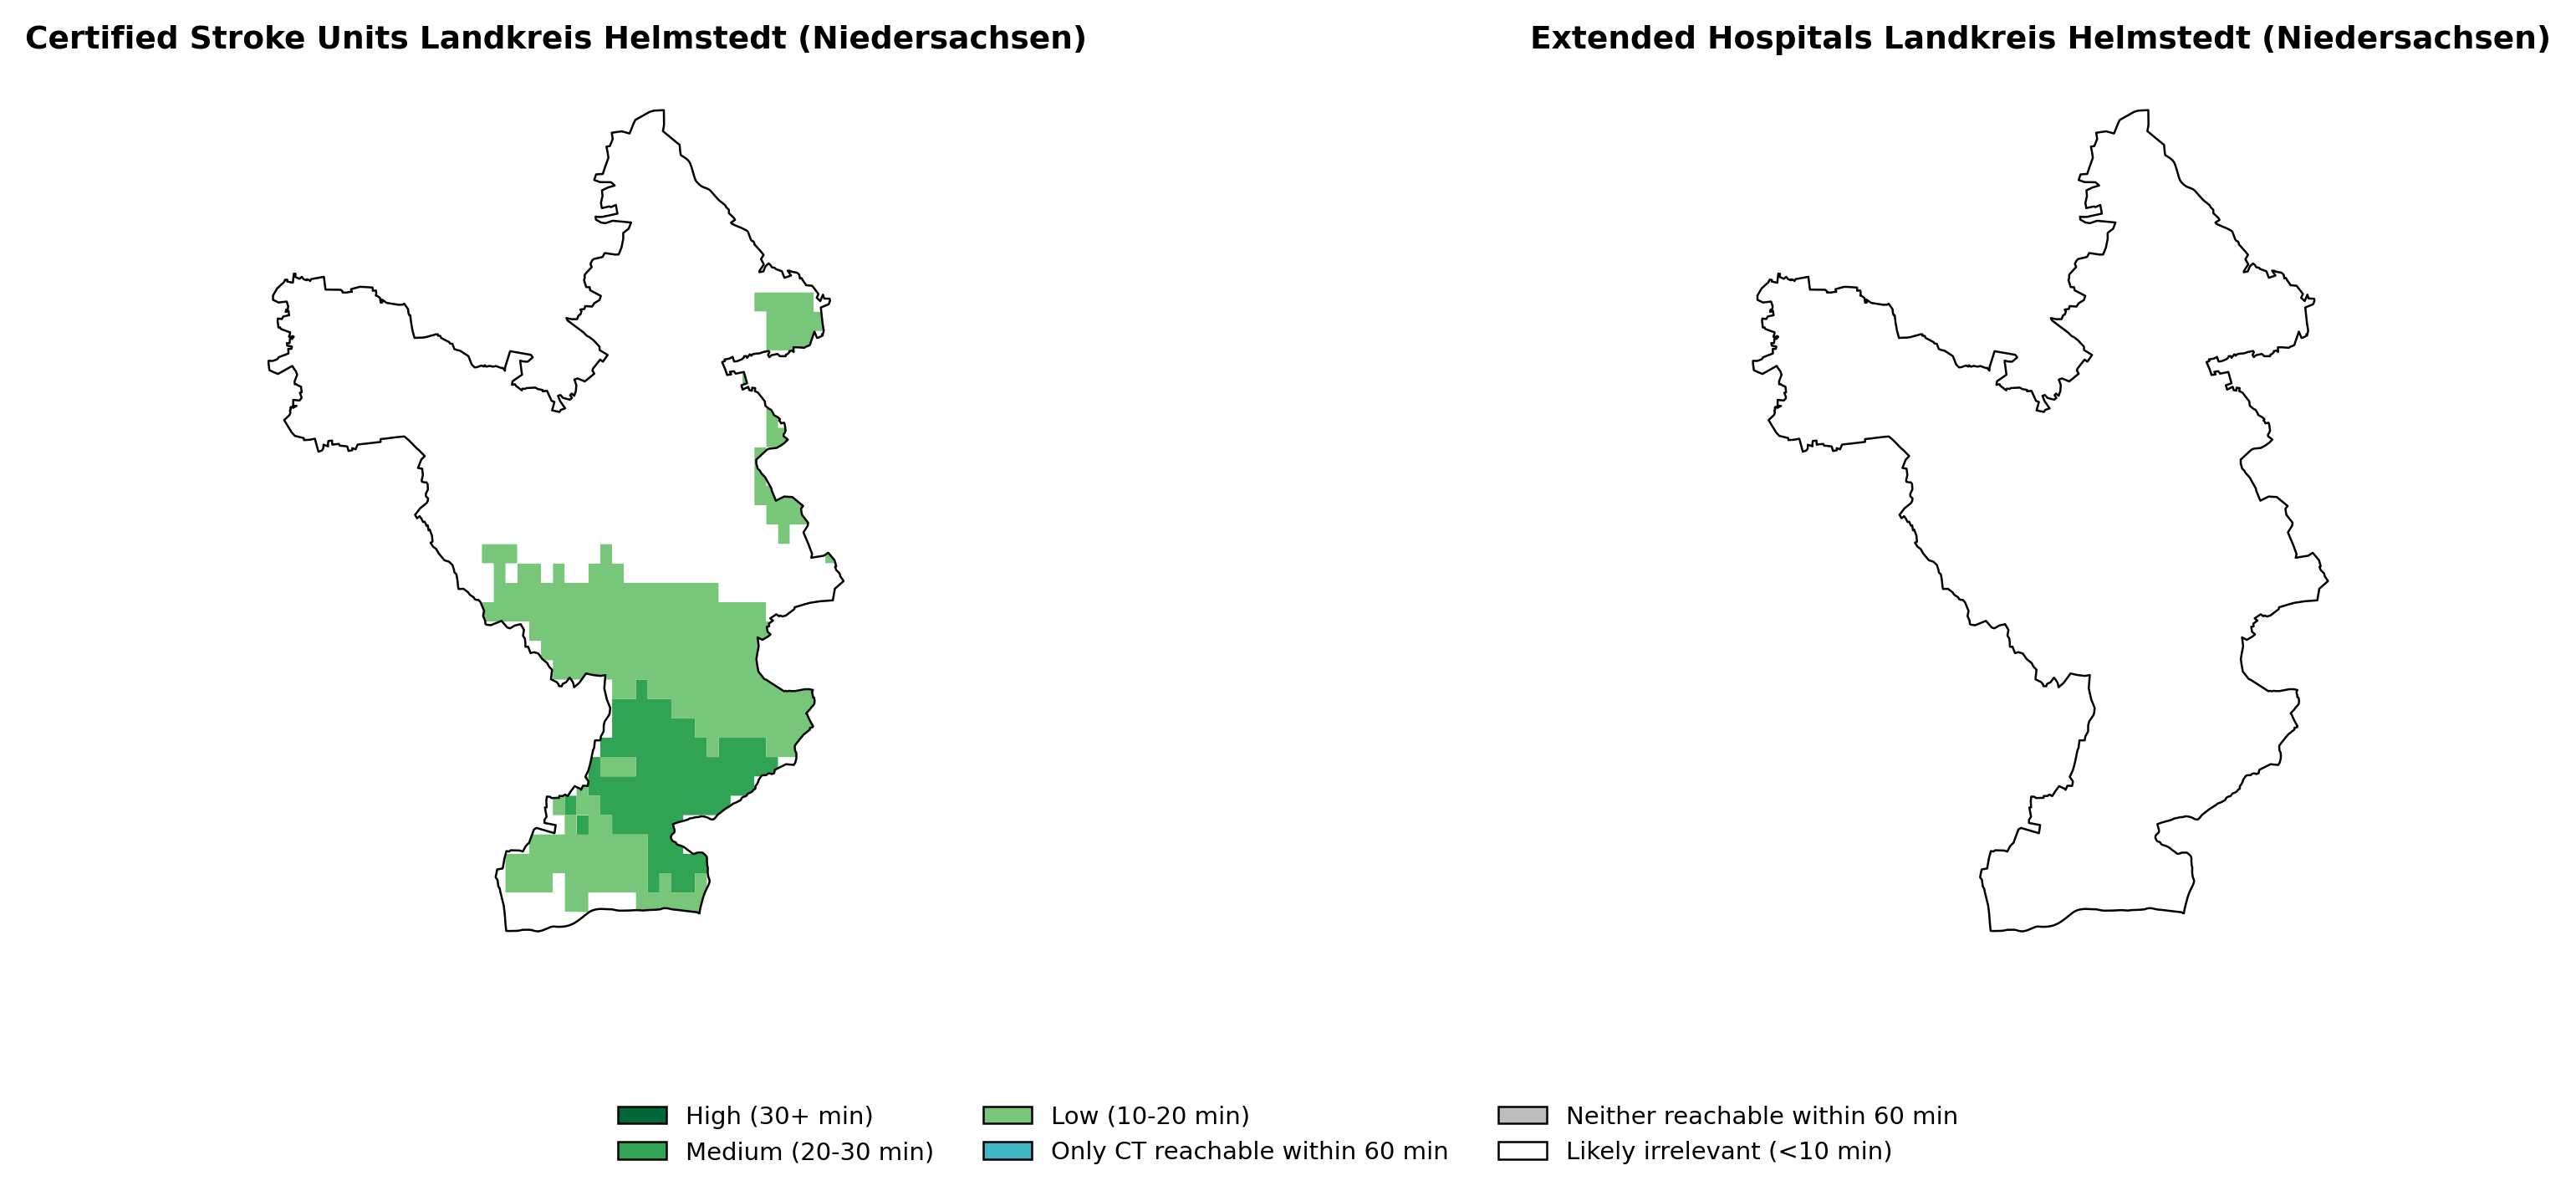 Certified Stroke Units Landkreis Helmstedt (Niedersachsen)
Extended Hospitals Landkreis Helmstedt (Niedersachsen)
High (30+ min)
Medium (20-30 min)
Low (10-20 min)
Only CT reachable within 60 min
Neither reachable within 60 min
Likely irrelevant (<10 min)